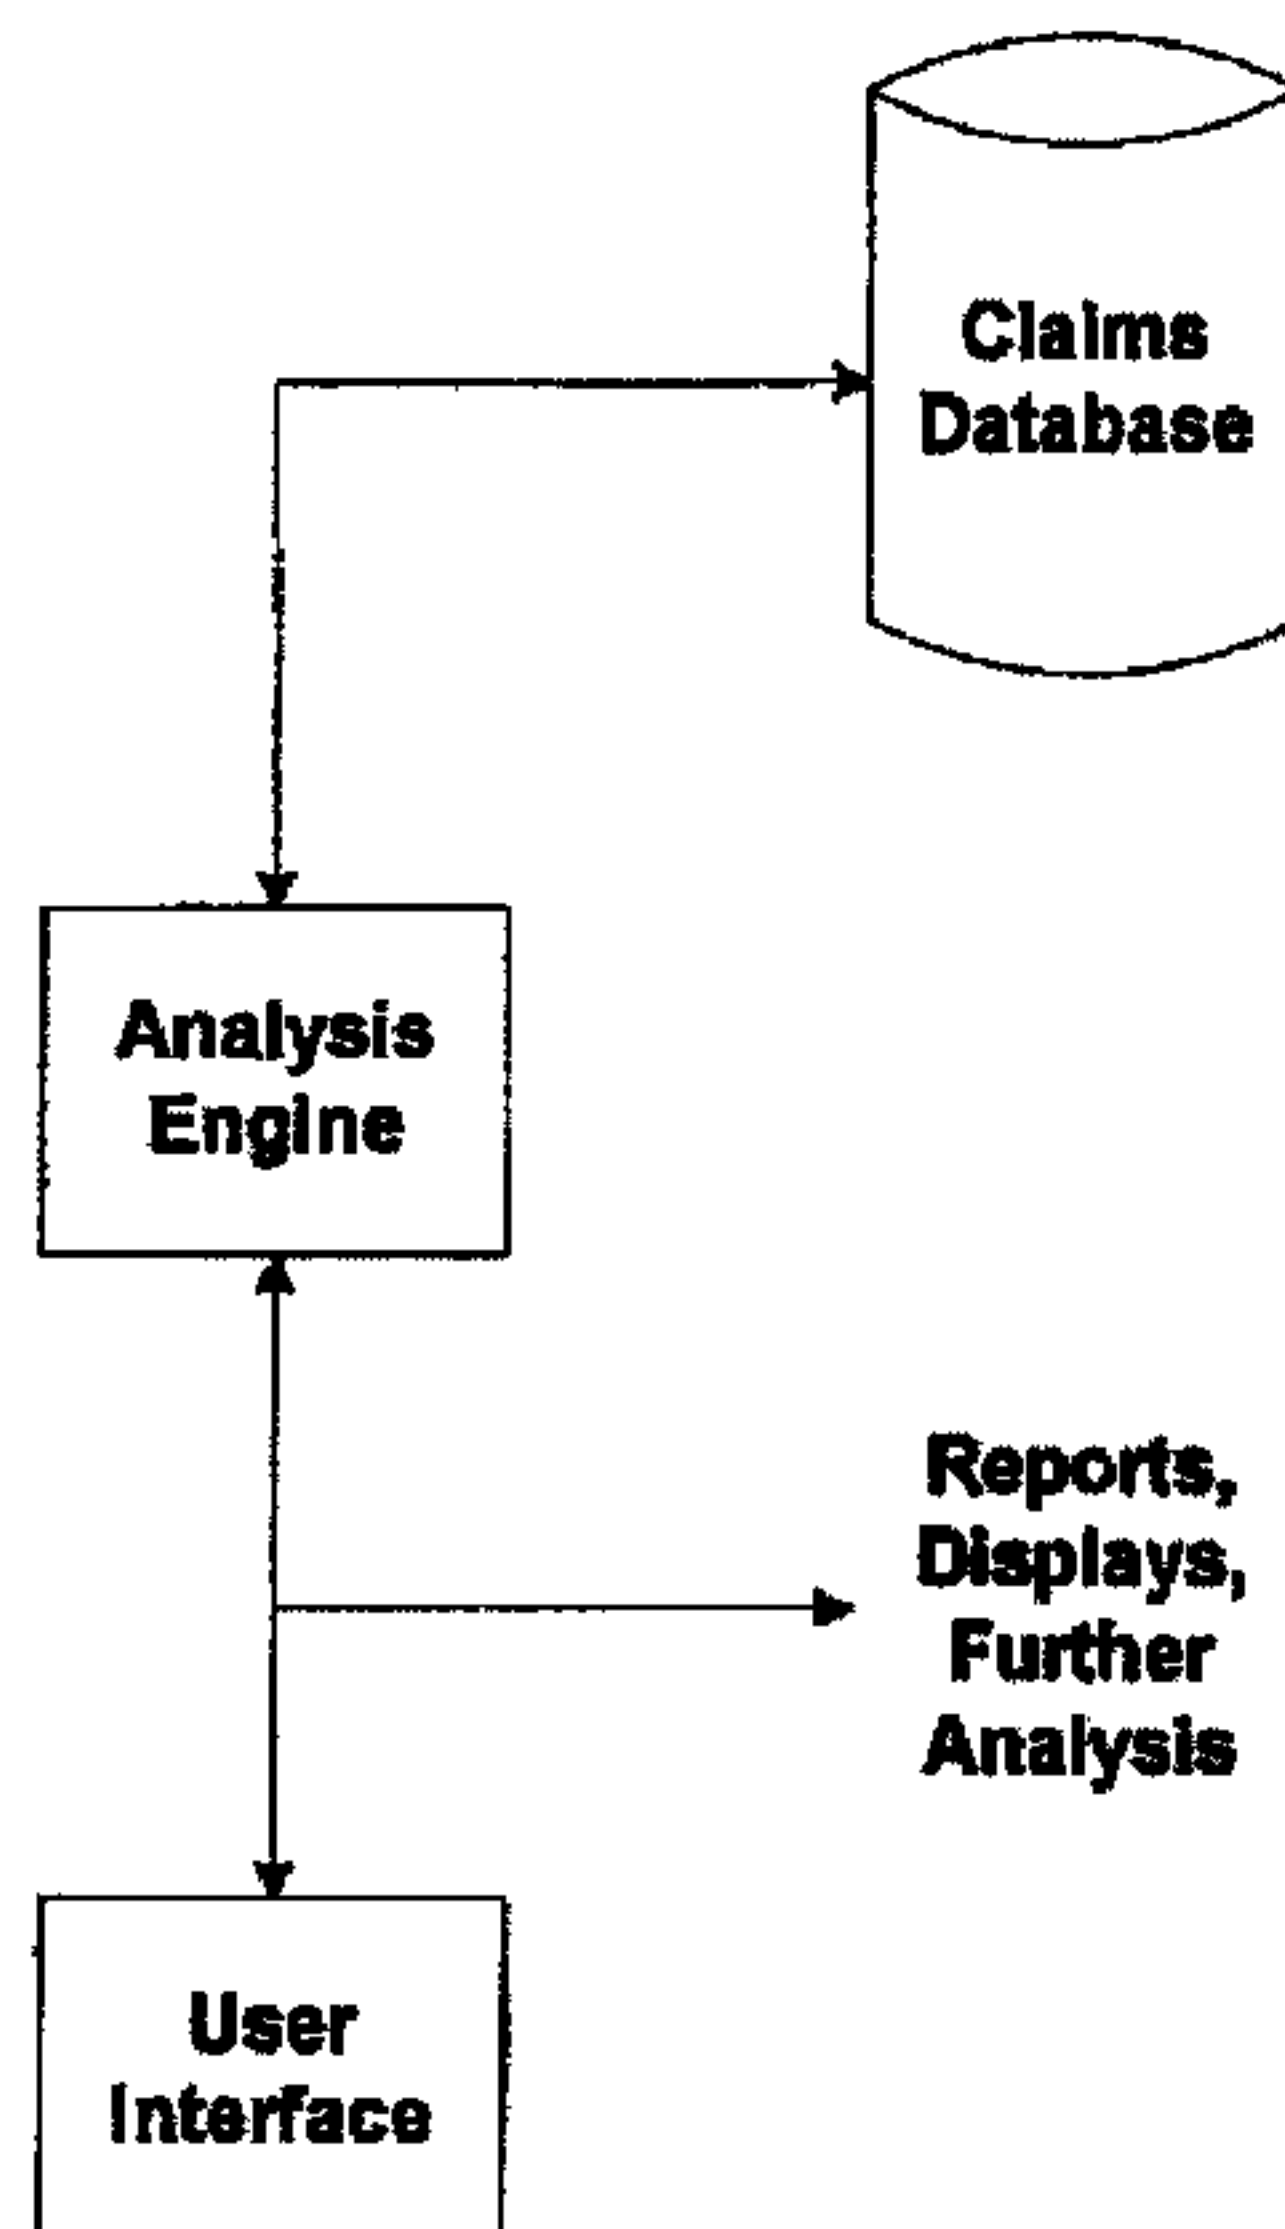 Claims
Database
Analysis
Engine
Reports,
Displays,
Further
Analysis
User
Interface